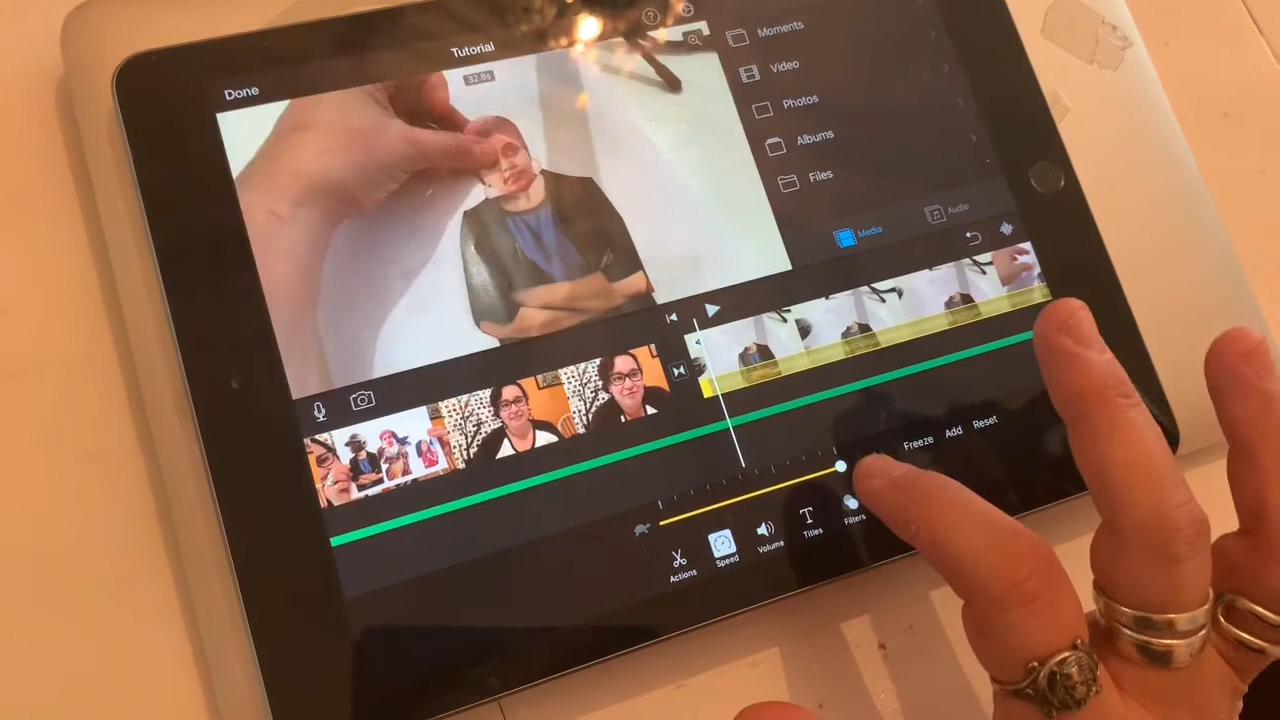 Done
Tutorial
?
32.8s
Moments
Video
Photos
Albums
Files
Media
Audio
Freeze
Add
Reset
Actions
Speed
Volume
T
Titles
Filters